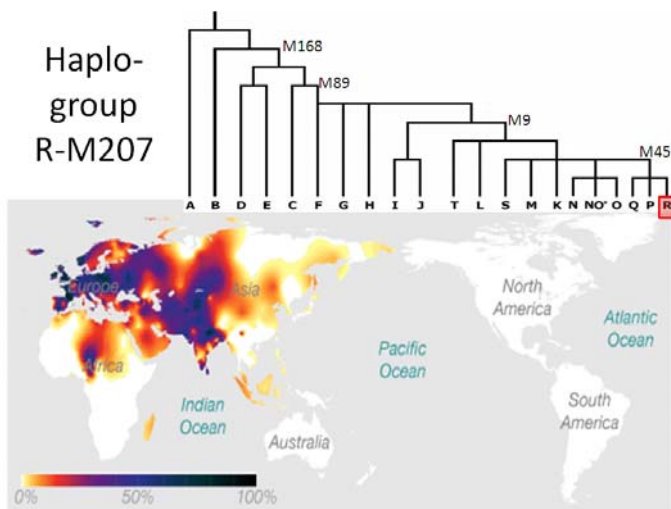 Haplo-
group
R-M207
M168
M89
M9
M45
A B D E C F G H I J T L S M K N NO* O Q P R
Europe
Asia
Africa
Indian
Ocean
Australia
Pacific
Ocean
North
America
Atlantic
Ocean
South
America
0% 50% 100%